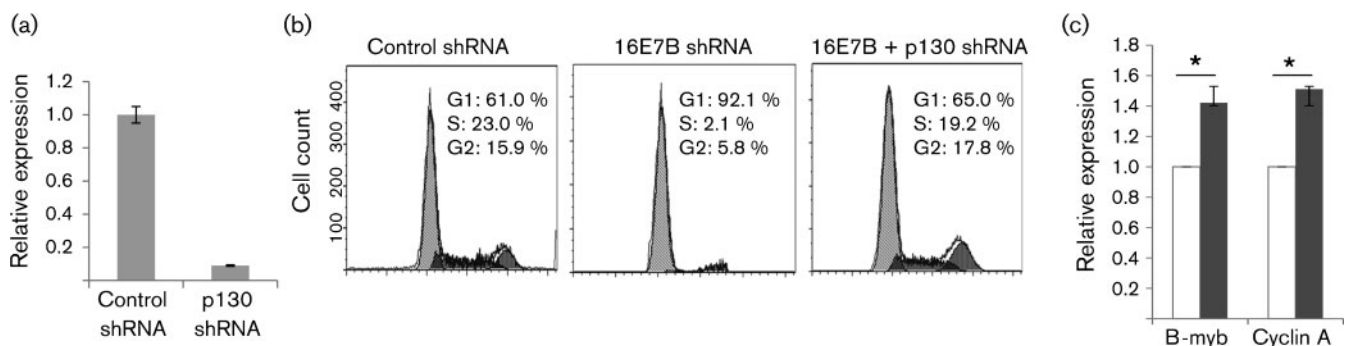 (a)
Relative expression
1.2
1.0
0.8
0.6
0.4
0.2
Control
shRNA
p130
shRNA
(b)
Control shRNA
16E7B shRNA
16E7B + p130 shRNA
Cell count
400
300
200
100
0
G1: 61.0 %
S: 23.0 %
G2: 15.9 %
G1: 92.1 %
S: 2.1 %
G2: 5.8 %
G1: 65.0 %
S: 19.2 %
G2: 17.8 %
(c)
Relative expression
1.8
1.6
1.4
1.2
1.0
0.8
0.6
0.4
0.2
*
*
B-myb
Cyclin A